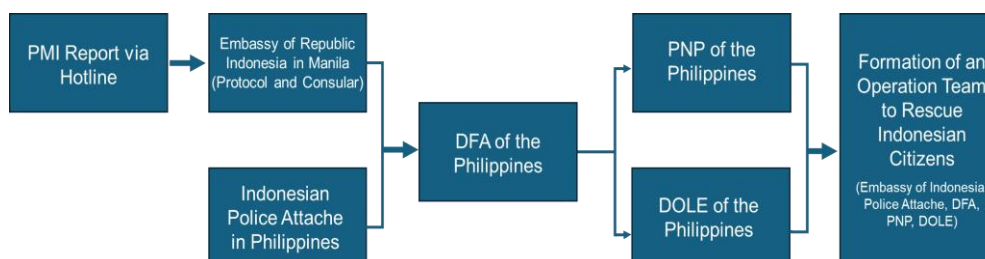 PMI Report via
Hotline
Embassy of Republic
Indonesia in Manila
(Protocol and Consular)
Indonesian
Police Attache
in Philippines
DFA of the
Philippines
PNP of the
Philippines
DOLE of the
Philippines
Formation of an
Operation Team
to Rescue
Indonesian
Citizens
(Embassy of Indonesia,
Police Attache, DFA,
PNP, DOLE)